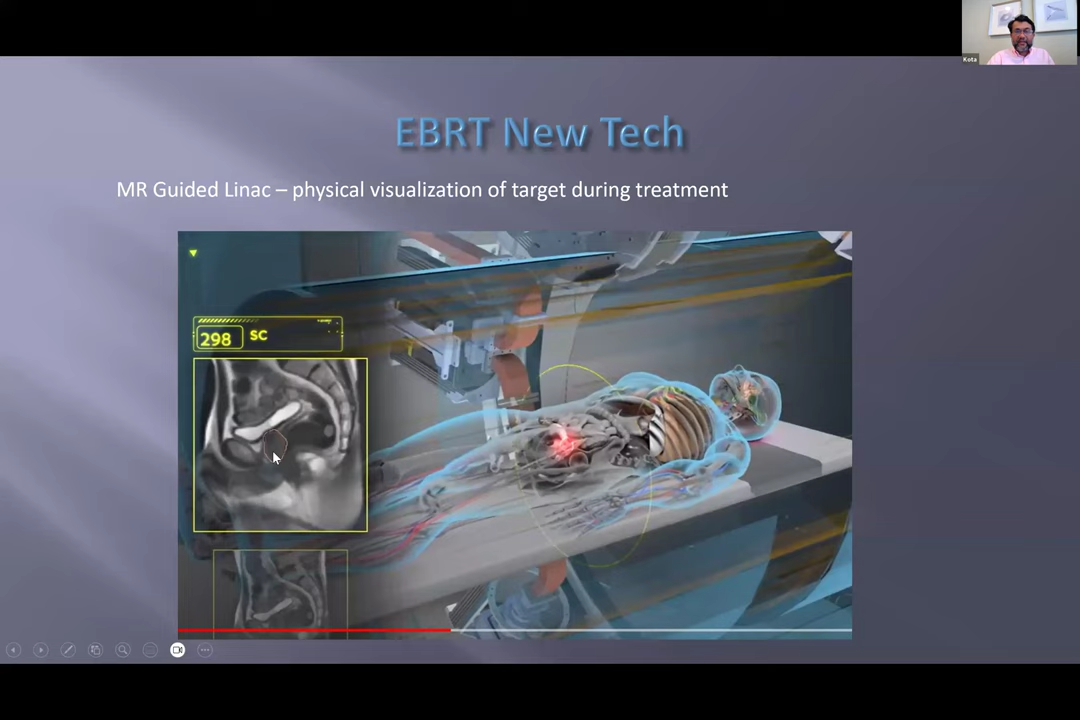 Kota
EBRT New Tech
MR Guided Linac – physical visualization of target during treatment
298 SC